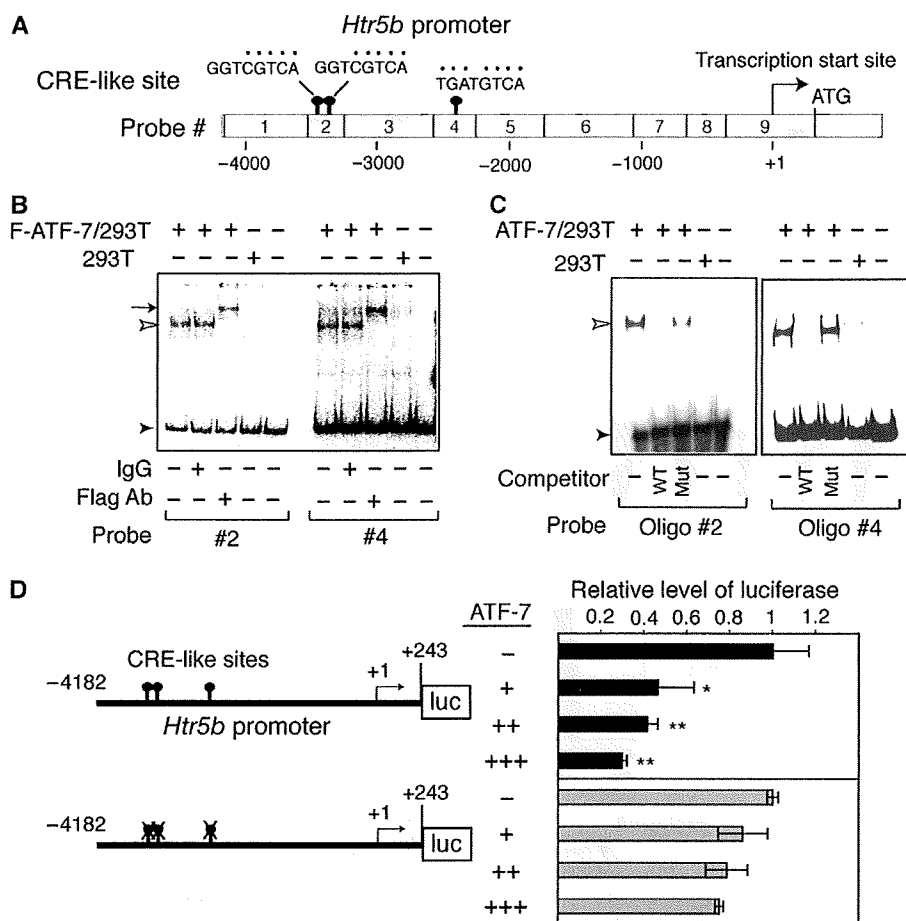 A
Htr5b promoter
GGTCGTCA GGTCGTCA TGATGTCA
CRE-like site
Transcription start site
ATG
Probe # 1 2 3 4 5 6 7 8 9
−4000 −3000 −2000 −1000 +1
B
F-ATF-7/293T + + + − − + + + − −
293T − − − + − − − − + −
IgG − + − − − − + − − −
Flag Ab − − + − − − − + − −
Probe #2 #4
C
ATF-7/293T + + + − − + + + − −
293T − − − + − − − − + −
Competitor − WT Mut − − − WT Mut − −
Probe Oligo #2 Oligo #4
D
Relative level of luciferase
ATF-7
0.2 0.4 0.6 0.8 1 1.2
−4182
CRE-like sites
+1
+243
luc
Htr5b promoter
−
+ *
++ **
+++ **
−4182
+1
+243
luc
−
+
++
+++